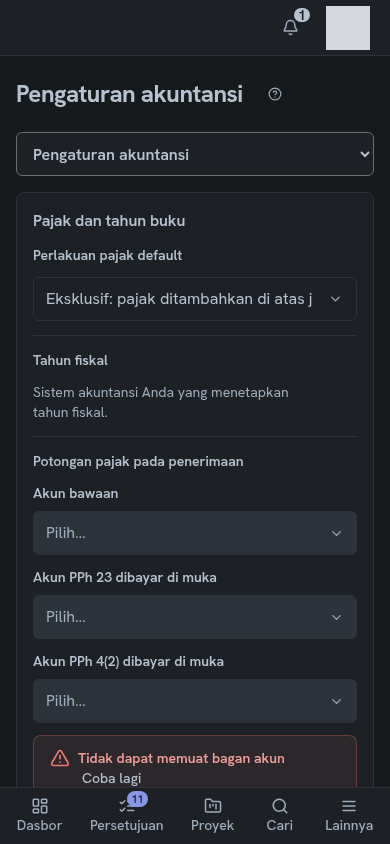 1
Pengaturan akuntansi
Pengaturan akuntansi
Pajak dan tahun buku
Perlakuan pajak default
Eksklusif: pajak ditambahkan di atas j
Tahun fiskal
Sistem akuntansi Anda yang menetapkan
tahun fiskal.
Potongan pajak pada penerimaan
Akun bawaan
Pilih...
Akun PPh 23 dibayar di muka
Pilih...
Akun PPh 4(2) dibayar di muka
Pilih...
Tidak dapat memuat bagan akun
Coba lagi
11
Dasbor Persetujuan Proyek Cari Lainnya